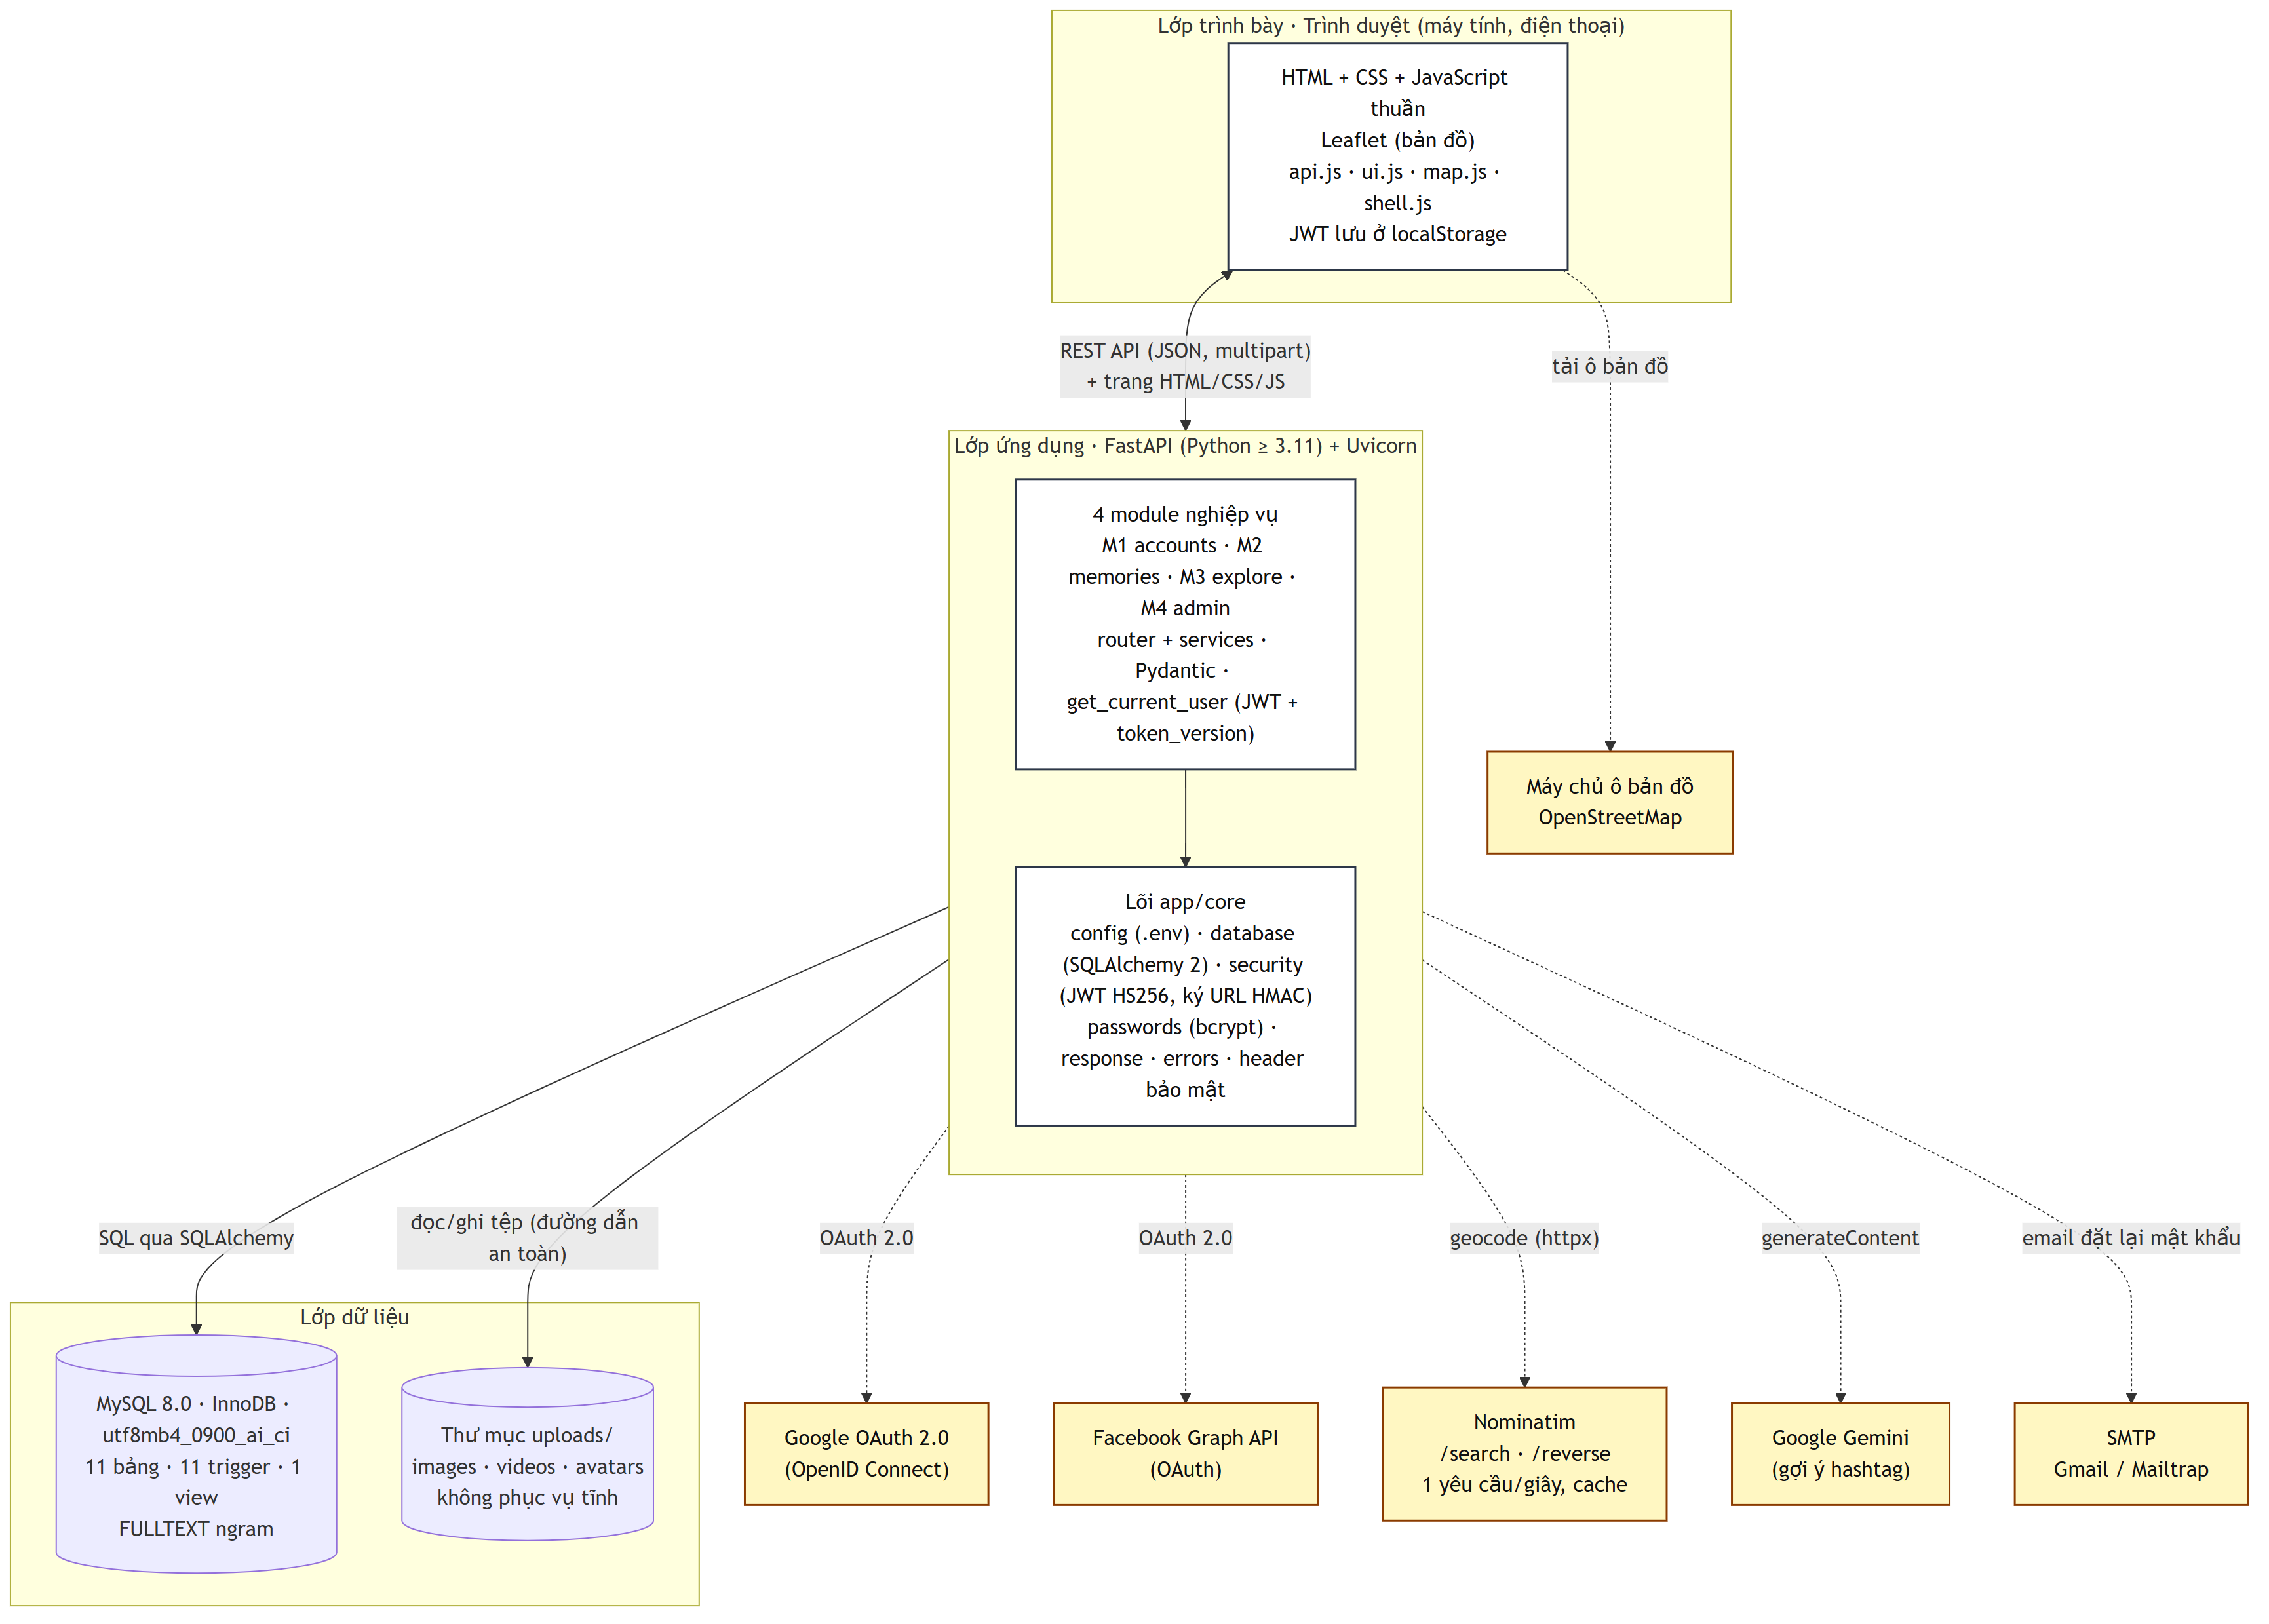 Lớp trình bày · Trình duyệt (máy tính, điện thoại)
HTML + CSS + JavaScript
thuần
Leaflet (bản đồ)
api.js · ui.js · map.js ·
shell.js
JWT lưu ở localStorage
REST API (JSON, multipart)
+ trang HTML/CSS/JS
tải ô bản đồ
Lớp ứng dụng · FastAPI (Python ≥ 3.11) + Uvicorn
4 module nghiệp vụ
M1 accounts · M2
memories · M3 explore ·
M4 admin
router + services ·
Pydantic ·
get_current_user (JWT +
token_version)
Máy chủ ô bản đồ
OpenStreetMap
Lõi app/core
config (.env) · database
(SQLAlchemy 2) · security
(JWT HS256, ký URL HMAC)
passwords (bcrypt) ·
response · errors · header
bảo mật
SQL qua SQLAlchemy
đọc/ghi tệp (đường dẫn
an toàn)
OAuth 2.0
OAuth 2.0
geocode (httpx)
generateContent
email đặt lại mật khẩu
Lớp dữ liệu
MySQL 8.0 · InnoDB ·
utf8mb4_0900_ai_ci
11 bảng · 11 trigger · 1
view
FULLTEXT ngram
Thư mục uploads/
images · videos · avatars
không phục vụ tĩnh
Google OAuth 2.0
(OpenID Connect)
Facebook Graph API
(OAuth)
Nominatim
/search · /reverse
1 yêu cầu/giây, cache
Google Gemini
(gợi ý hashtag)
SMTP
Gmail / Mailtrap